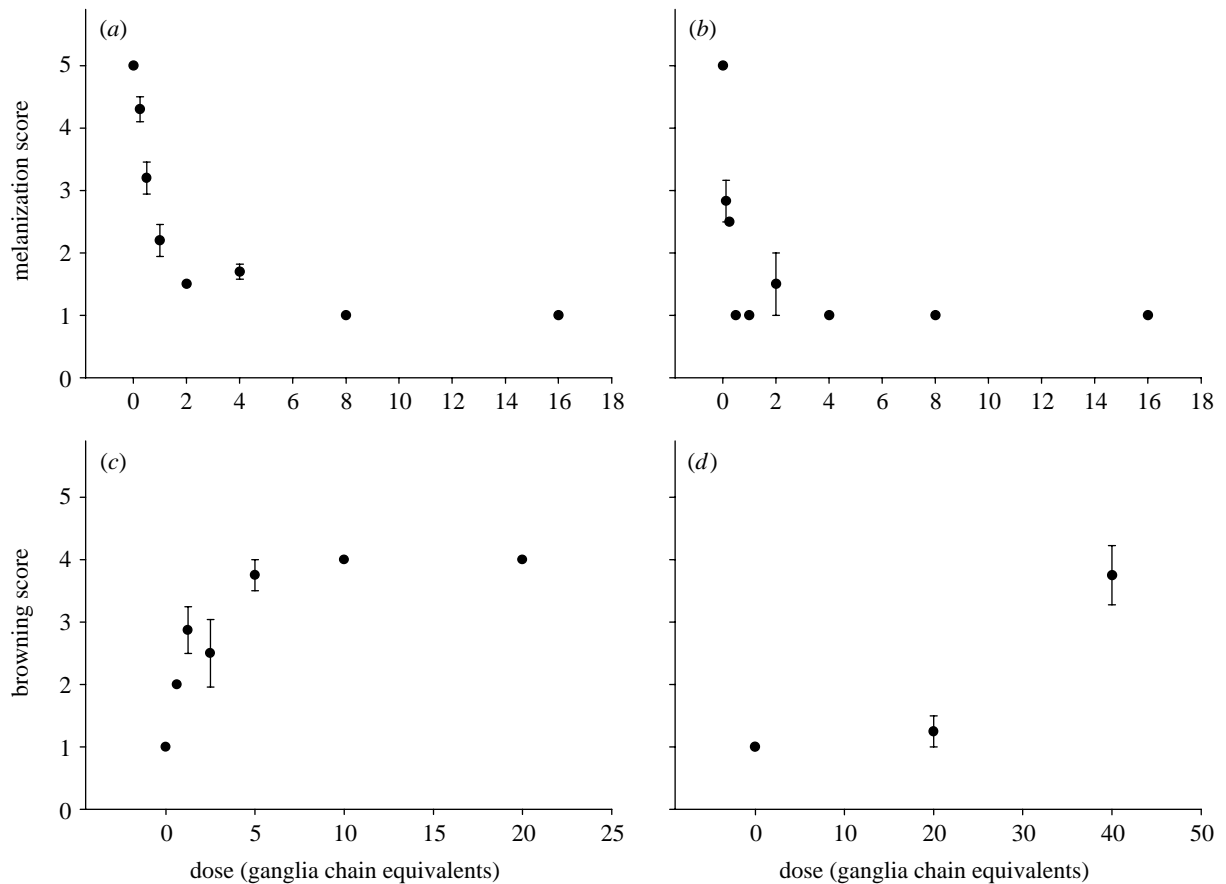 (a)
(b)
melanization score
5
4
3
2
1
0
0 2 4 6 8 10 12 14 16 18
0 2 4 6 8 10 12 14 16 18
(c)
(d)
browning score
5
4
3
2
1
0
0 5 10 15 20 25
0 10 20 30 40 50
dose (ganglia chain equivalents)
dose (ganglia chain equivalents)